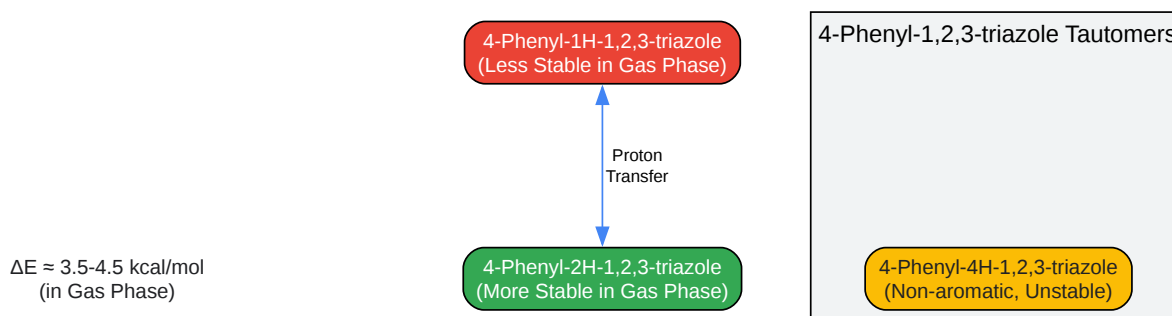 4-Phenyl-1H-1,2,3-triazole
(Less Stable in Gas Phase)
4-Phenyl-1,2,3-triazole Tautomers
Proton
Transfer
ΔE ≈ 3.5-4.5 kcal/mol
(in Gas Phase)
4-Phenyl-2H-1,2,3-triazole
(More Stable in Gas Phase)
4-Phenyl-4H-1,2,3-triazole
(Non-aromatic, Unstable)